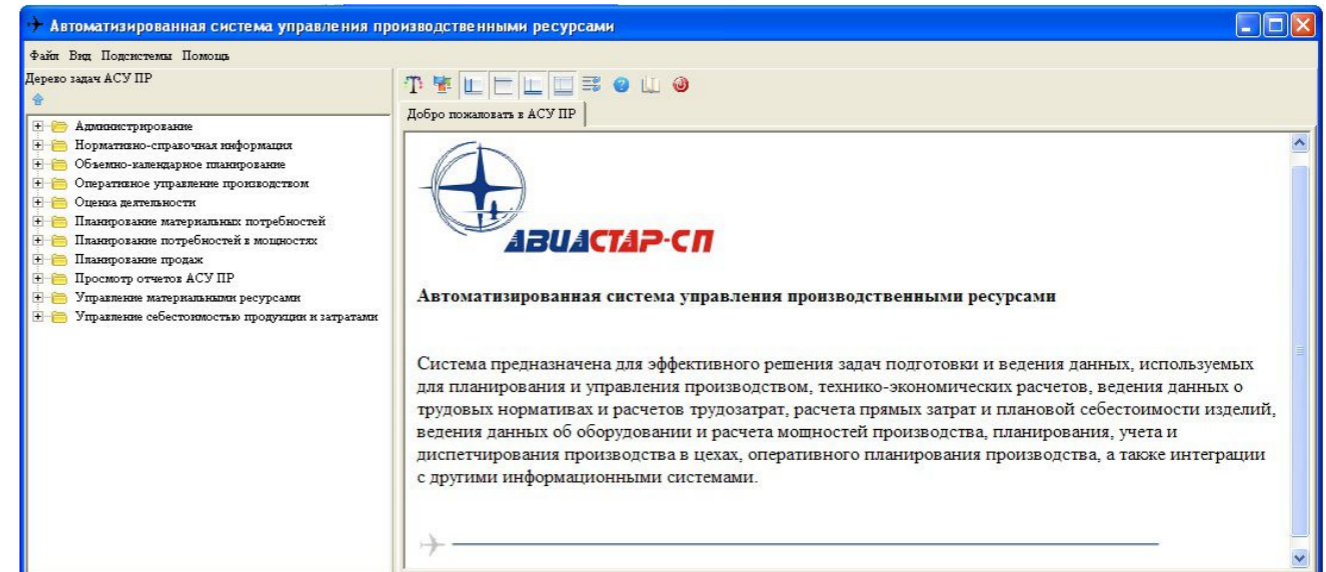 Автоматизированная система управления производственными ресурсами
Файл Вид Подсистемы Помощь
Дерево задач АСУ ПР
Администрирование
Нормативно-справочная информация
Объемно-календарное планирование
Оперативное управление производством
Оценка деятельности
Планирование материальных потребностей
Планирование потребностей в мощностях
Планирование продаж
Просмотр отчетов АСУ ПР
Управление материальными ресурсами
Управление себестоимостью продукции и затратами
Добро пожаловать в АСУ ПР
АВИАСТАР-СП
Автоматизированная система управления производственными ресурсами
Система предназначена для эффективного решения задач подготовки и ведения данных, используемых
для планирования и управления производством, технико-экономических расчетов, ведения данных о
трудовых нормативах и расчетов трудозатрат, расчета прямых затрат и плановой себестоимости изделий,
ведения данных об оборудовании и расчета мощностей производства, планирования, учета и
диспетчирования производства в цехах, оперативного планирования производства, а также интеграции
с другими информационными системами.